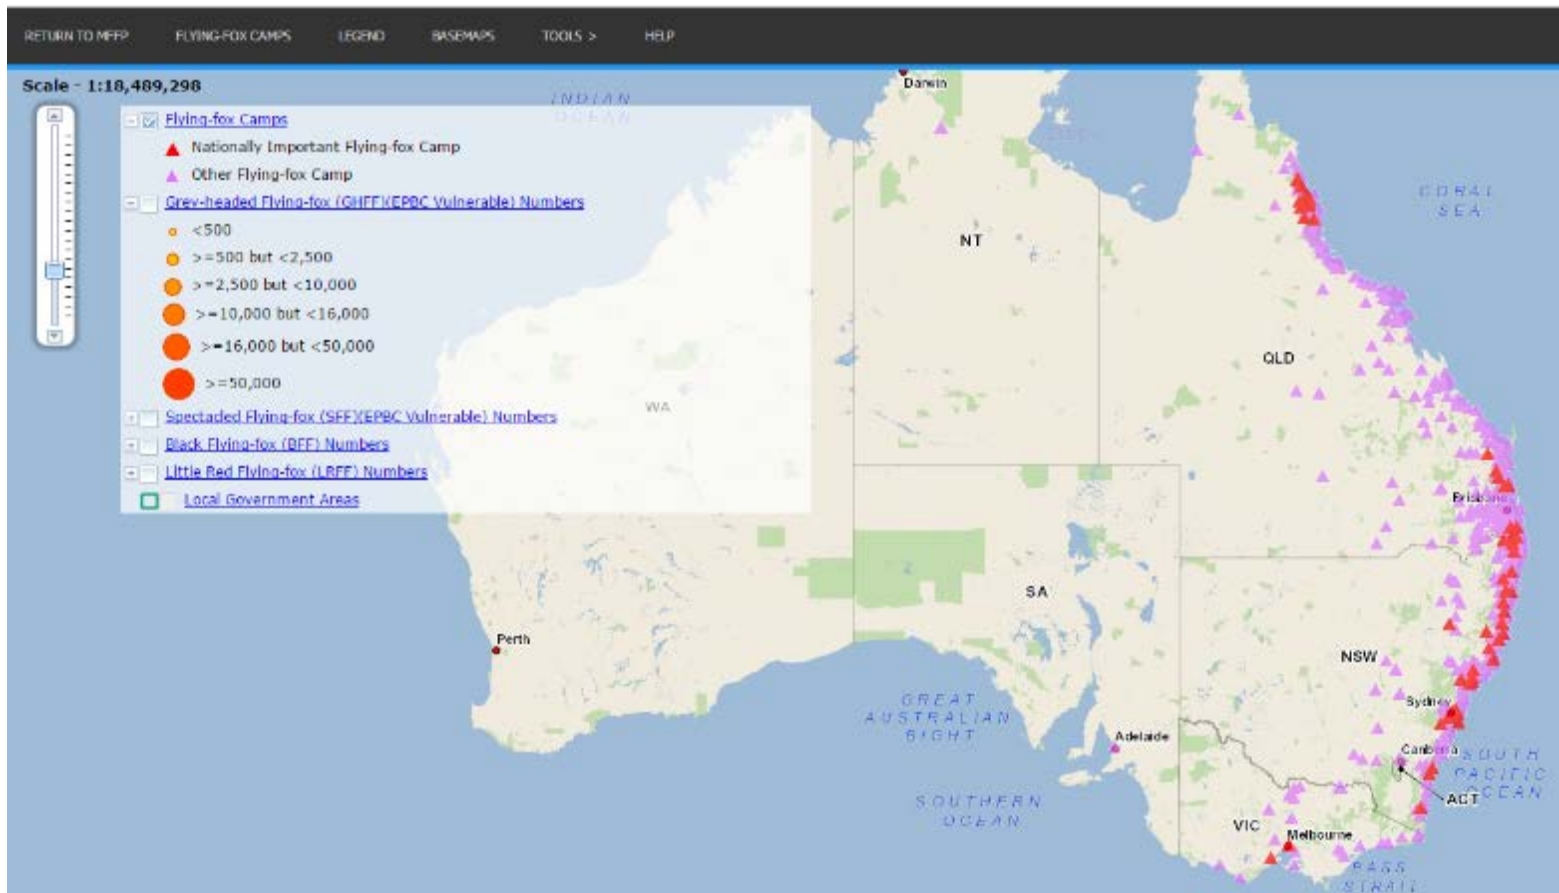 RETURN TO MFFP FLYING-FOX CAMPS LEGEND BASEMAPS TOOLS > HELP
Scale - 1:18,489,298
INDIAN
OCEAN
Darwin
Flying-fox Camps
Nationally Important Flying-fox Camp
Other Flying-fox Camp
Grey-headed Flying-fox (GHFF)(EPBC Vulnerable) Numbers
<500
>=500 but <2,500
>=2,500 but <10,000
>=10,000 but <16,000
>=16,000 but <50,000
>=50,000
Spectacled Flying-fox (SFF)(EPBC Vulnerable) Numbers
Black Flying-fox (BFF) Numbers
Little Red Flying-fox (LRFF) Numbers
Local Government Areas
CORAL
SEA
NT
QLD
WA
Brisbane
SA
Perth
NSW
GREAT
AUSTRALIAN
BIGHT
Sydney
Adelaide
Canberra
SOUTH
PACIFIC
OCEAN
ACT
SOUTHERN
OCEAN
VIC
Melbourne
BASS
STRAIT